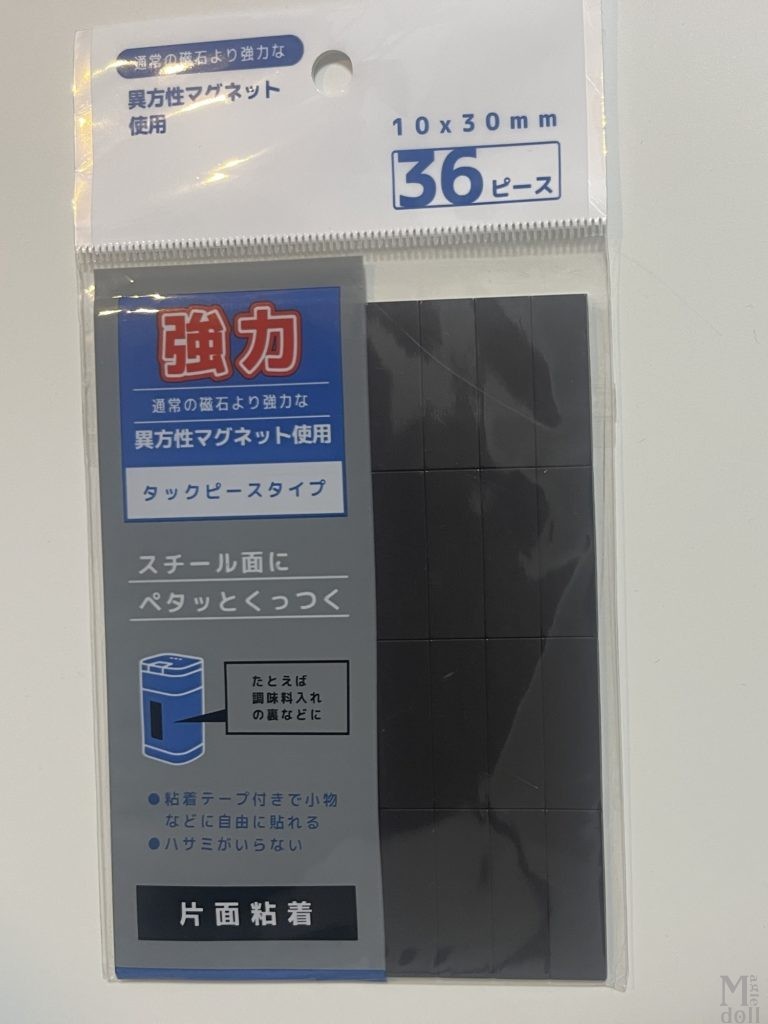 通常の磁石より強力な
異方性マグネット
使用
10x30mm
36ピース
強力
通常の磁石より強力な
異方性マグネット使用
タックピースタイプ
スチール面に
ペタッとくっつく
たとえば
調味料入れ
の裏などに
●粘着テープ付きで小物
などに自由に貼れる
●ハサミがいらない
片面粘着
Magic
doll